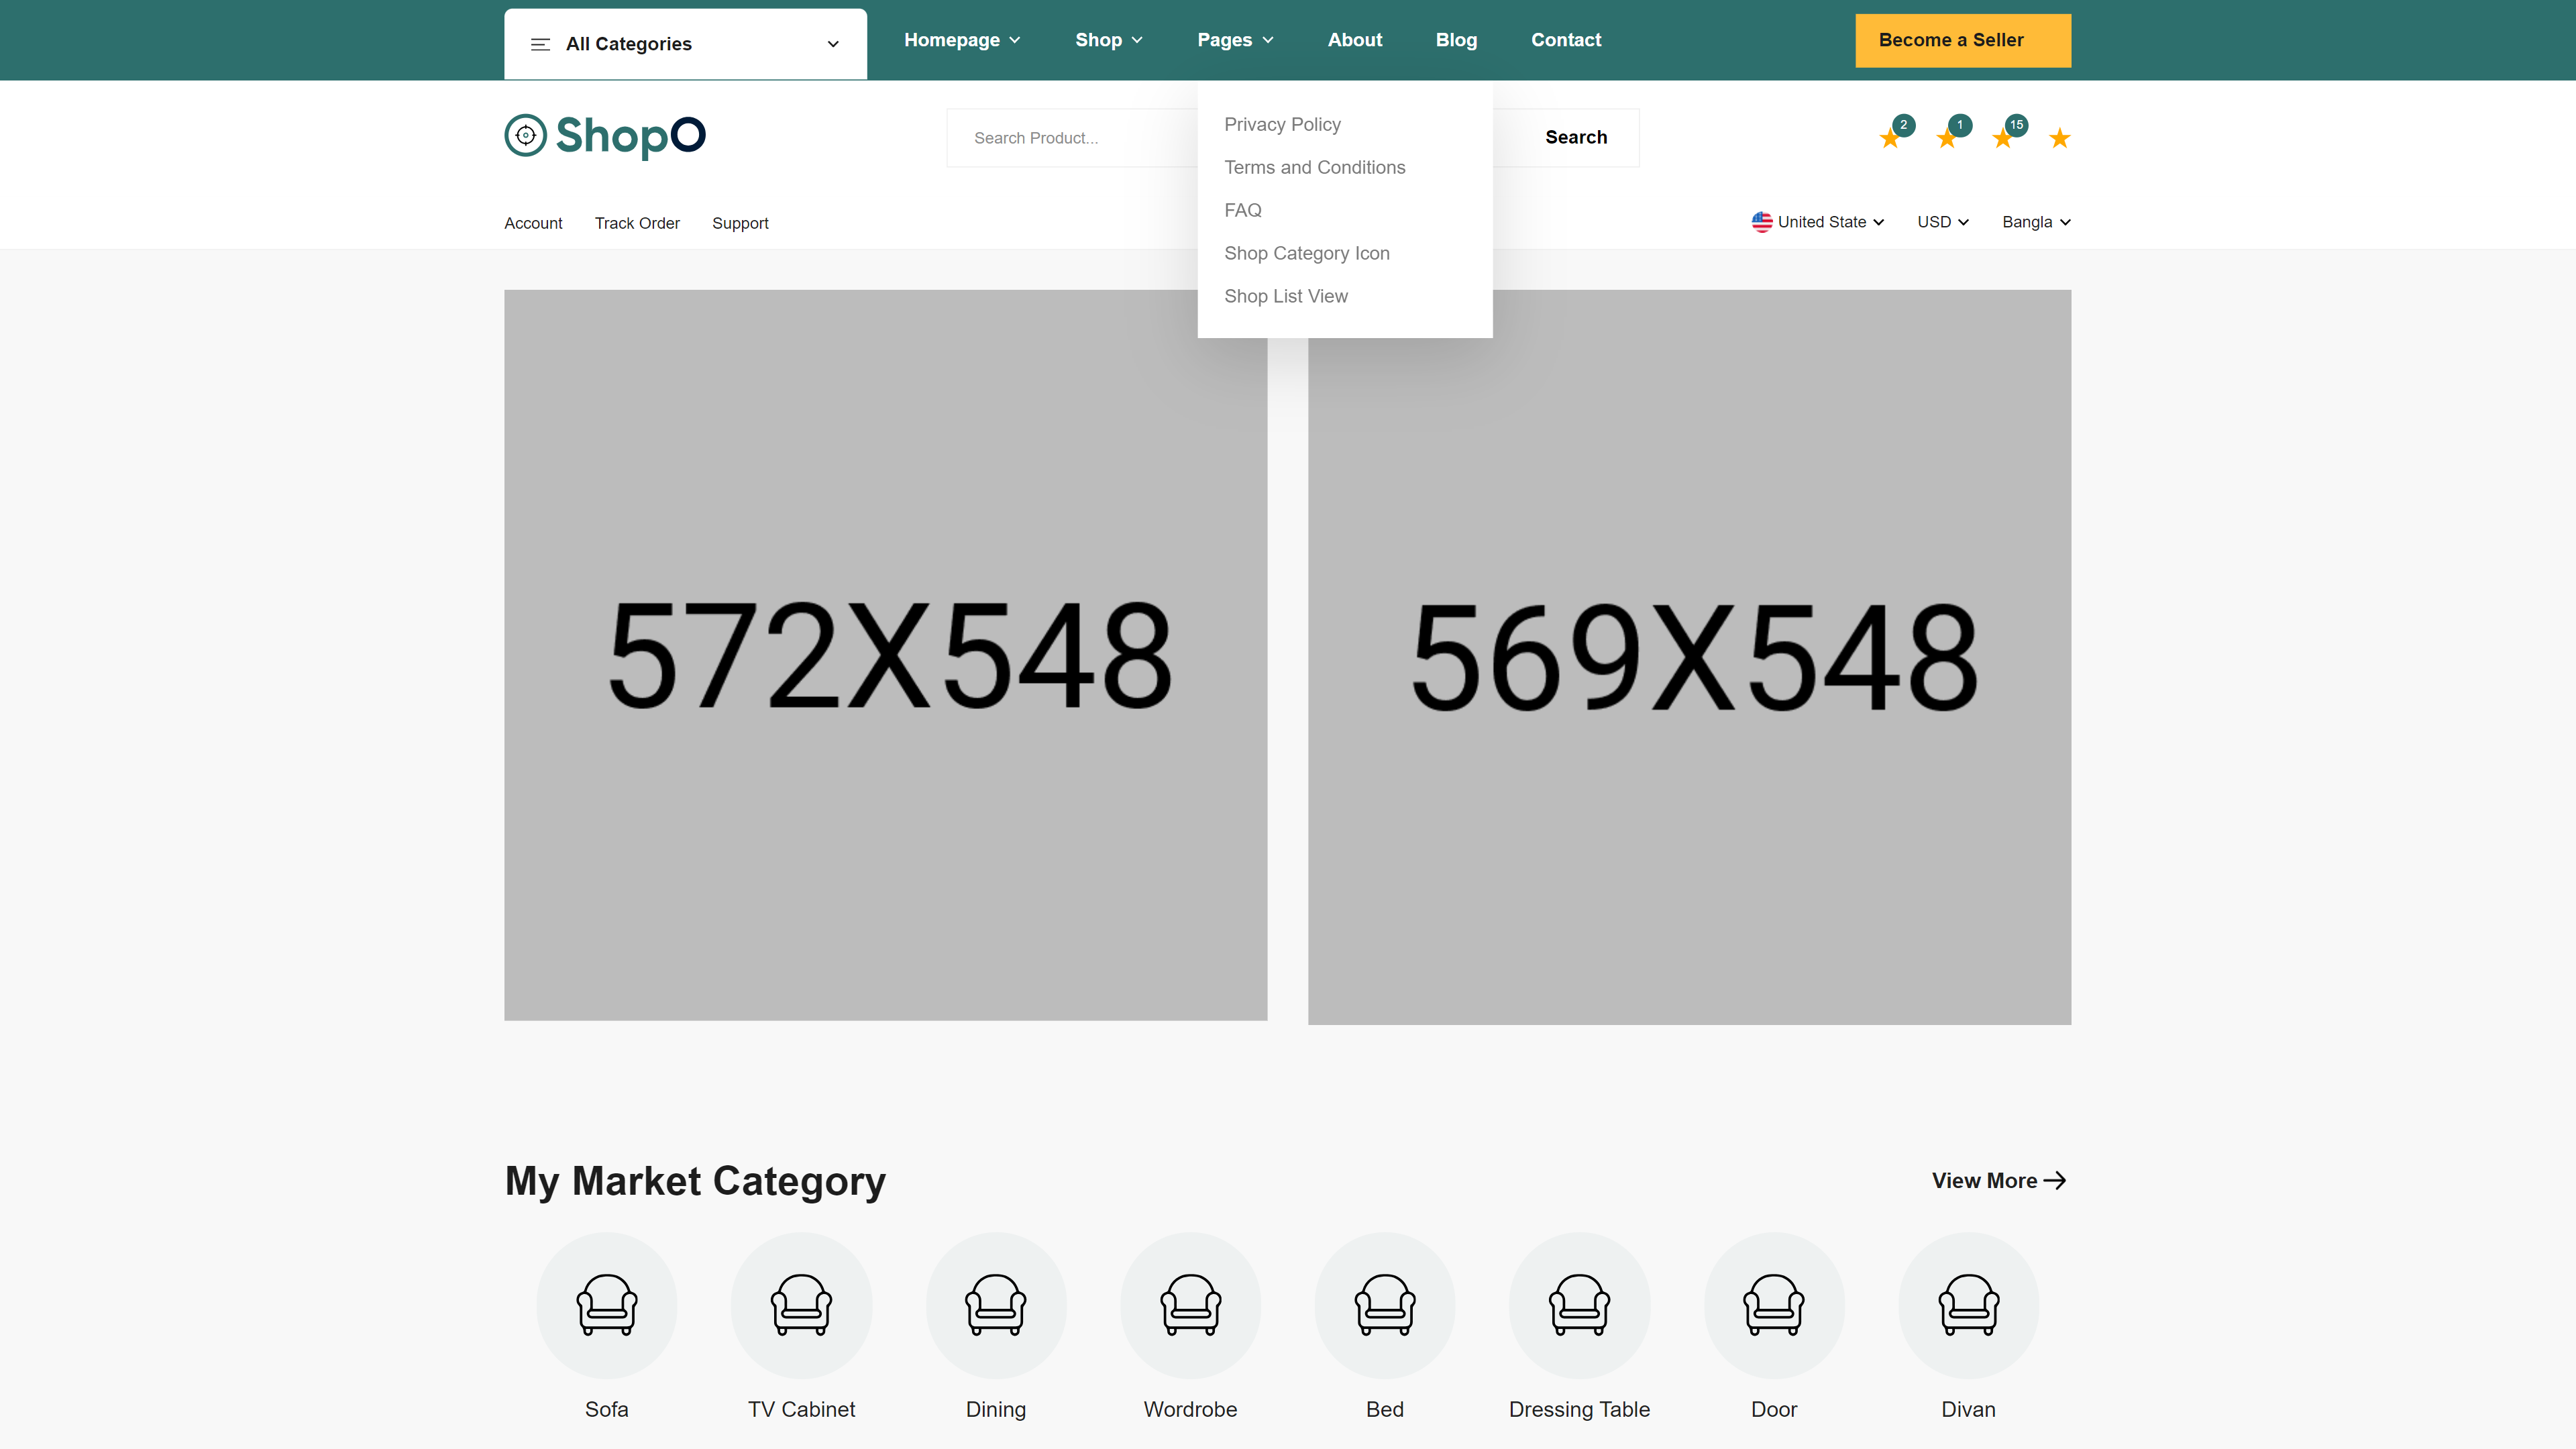 All Categories
Homepage
Shop
Pages
About
Blog
Contact
Become a Seller
ShopO
Search Product...
Search
2
1
15
Privacy Policy
Terms and Conditions
FAQ
Shop Category Icon
Shop List View
Account
Track Order
Support
United State
USD
Bangla
572X548
569X548
My Market Category
View More
Sofa
TV Cabinet
Dining
Wordrobe
Bed
Dressing Table
Door
Divan